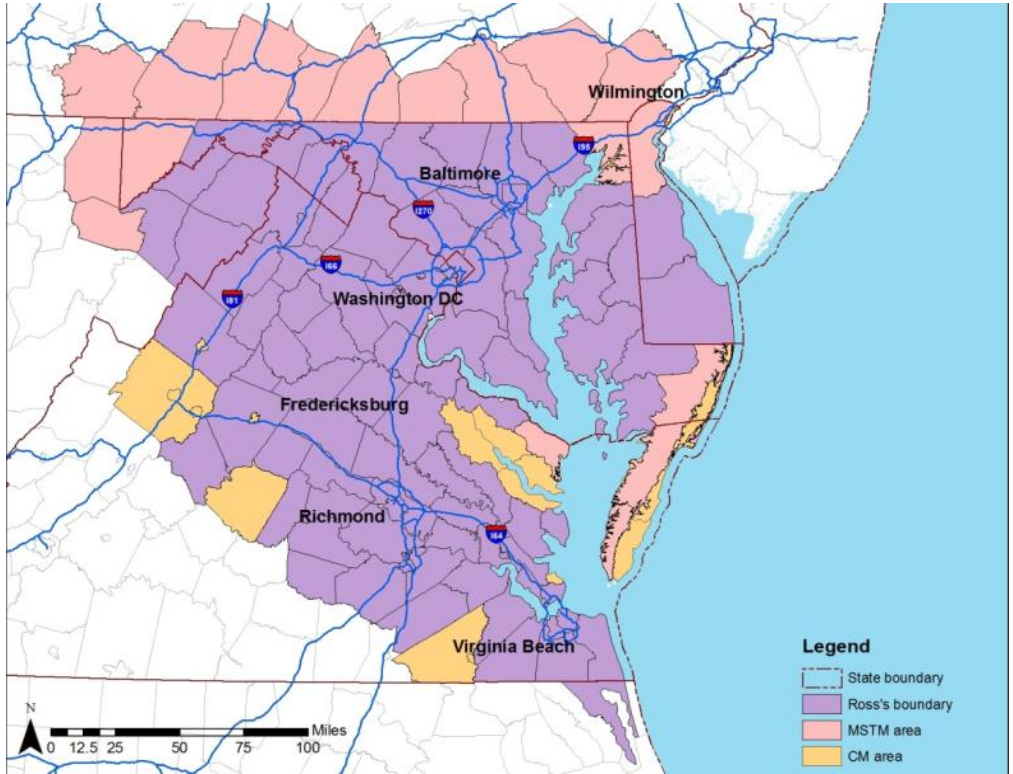 Wilmington
I95
Baltimore
I270
I66
Washington DC
I81
Fredericksburg
Richmond
I64
Virginia Beach
Legend
State boundary
Ross's boundary
MSTM area
CM area
N
Miles
0 12.5 25 50 75 100